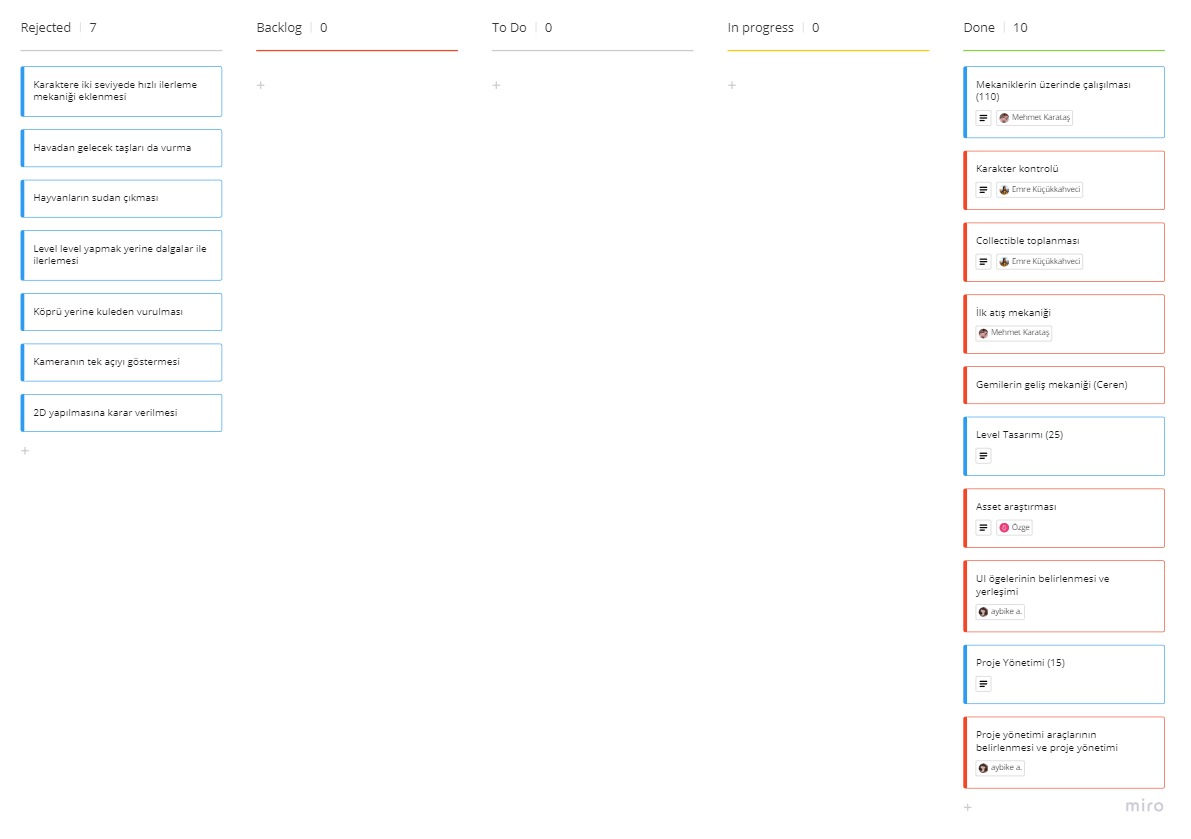 Rejected 7
Karaktere iki seviyede hızlı ilerleme
mekaniği eklenmesi
Havadan gelecek taşları da vurma
Hayvanların sudan çıkması
Level level yapmak yerine dalgalar ile
ilerlemesi
Köprü yerine kuleden vurulması
Kameranın tek açıyı göstermesi
2D yapılmasına karar verilmesi
+
Backlog 0
+
To Do 0
+
In progress 0
+
Done 10
Mekaniklerin üzerinde çalışılması
(110)
Mehmet Karataş
Karakter kontrolü
Emre Küçükkahveci
Collectible toplanması
Emre Küçükkahveci
İlk atış mekaniği
Mehmet Karataş
Gemilerin geliş mekaniği (Ceren)
Level Tasarımı (25)
Asset araştırması
Özge
UI ögelerinin belirlenmesi ve
yerleşimi
aybike a.
Proje Yönetimi (15)
Proje yönetimi araçlarının
belirlenmesi ve proje yönetimi
aybike a.
+
miro